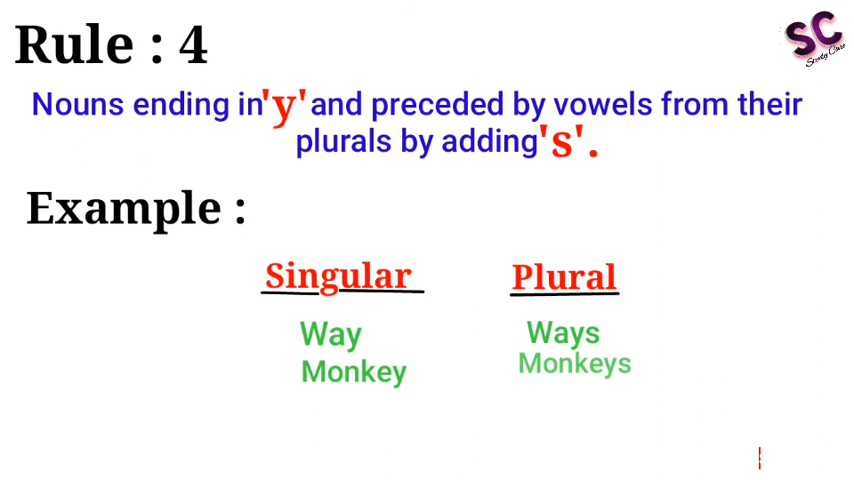 Rule : 4
SC
Study Care
Nouns ending in 'y' and preceded by vowels from their
plurals by adding 's'.
Example :
Singular Plural
Way Ways
Monkey Monkeys